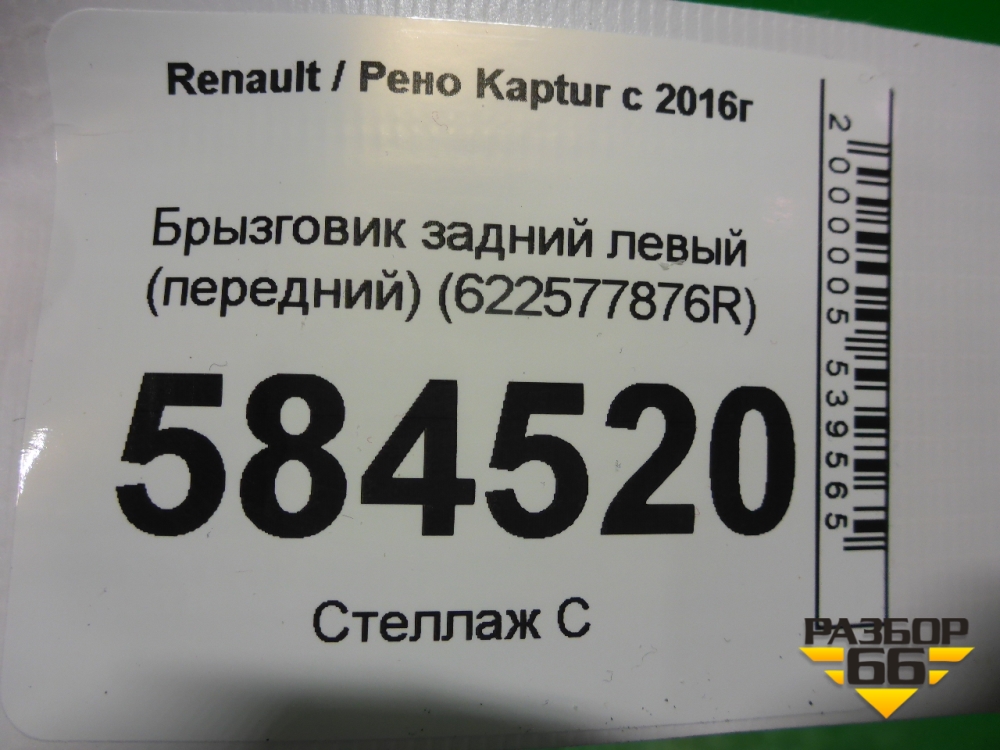 Renault / Рено Kaptur с 2016г
Брызговик задний левый
(передний) (622577876R)
584520
Стеллаж С
2000005539565
РАЗБОР
66